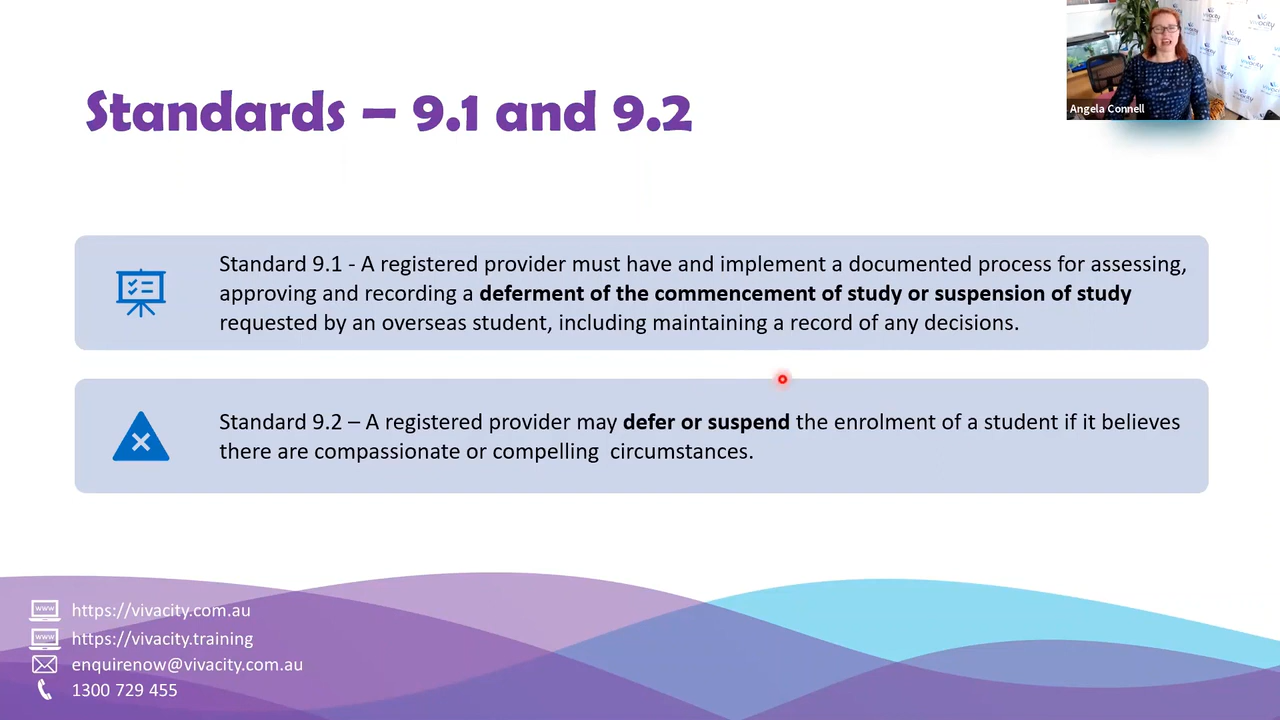 Standards – 9.1 and 9.2
Angela Connell
Standard 9.1 - A registered provider must have and implement a documented process for assessing,
approving and recording a deferment of the commencement of study or suspension of study
requested by an overseas student, including maintaining a record of any decisions.
Standard 9.2 – A registered provider may defer or suspend the enrolment of a student if it believes
there are compassionate or compelling circumstances.
www https://vivacity.com.au
www https://vivacity.training
enquirenow@vivacity.com.au
1300 729 455